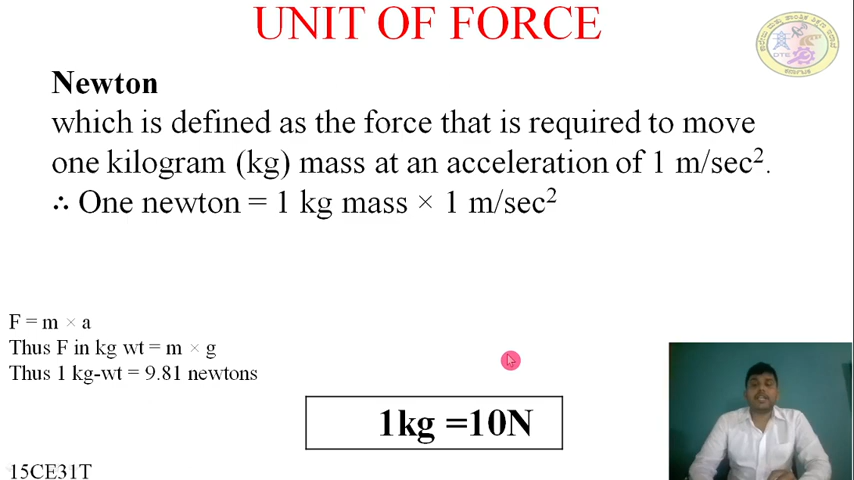 UNIT OF FORCE
Newton
which is defined as the force that is required to move
one kilogram (kg) mass at an acceleration of 1 m/sec².
∴ One newton = 1 kg mass × 1 m/sec²
F = m × a
Thus F in kg wt = m × g
Thus 1 kg-wt = 9.81 newtons
1kg =10N
15CE31T
DTE